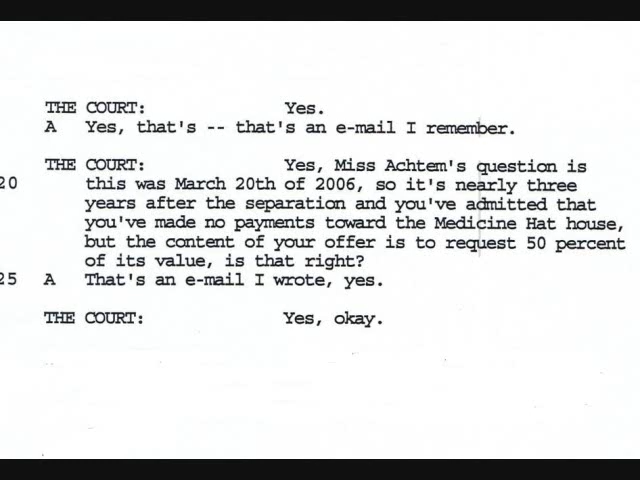 THE COURT: Yes.
A Yes, that's -- that's an e-mail I remember.
THE COURT: Yes, Miss Achtem's question is
20 this was March 20th of 2006, so it's nearly three
years after the separation and you've admitted that
you've made no payments toward the Medicine Hat house,
but the content of your offer is to request 50 percent
of its value, is that right?
25 A That's an e-mail I wrote, yes.
THE COURT: Yes, okay.